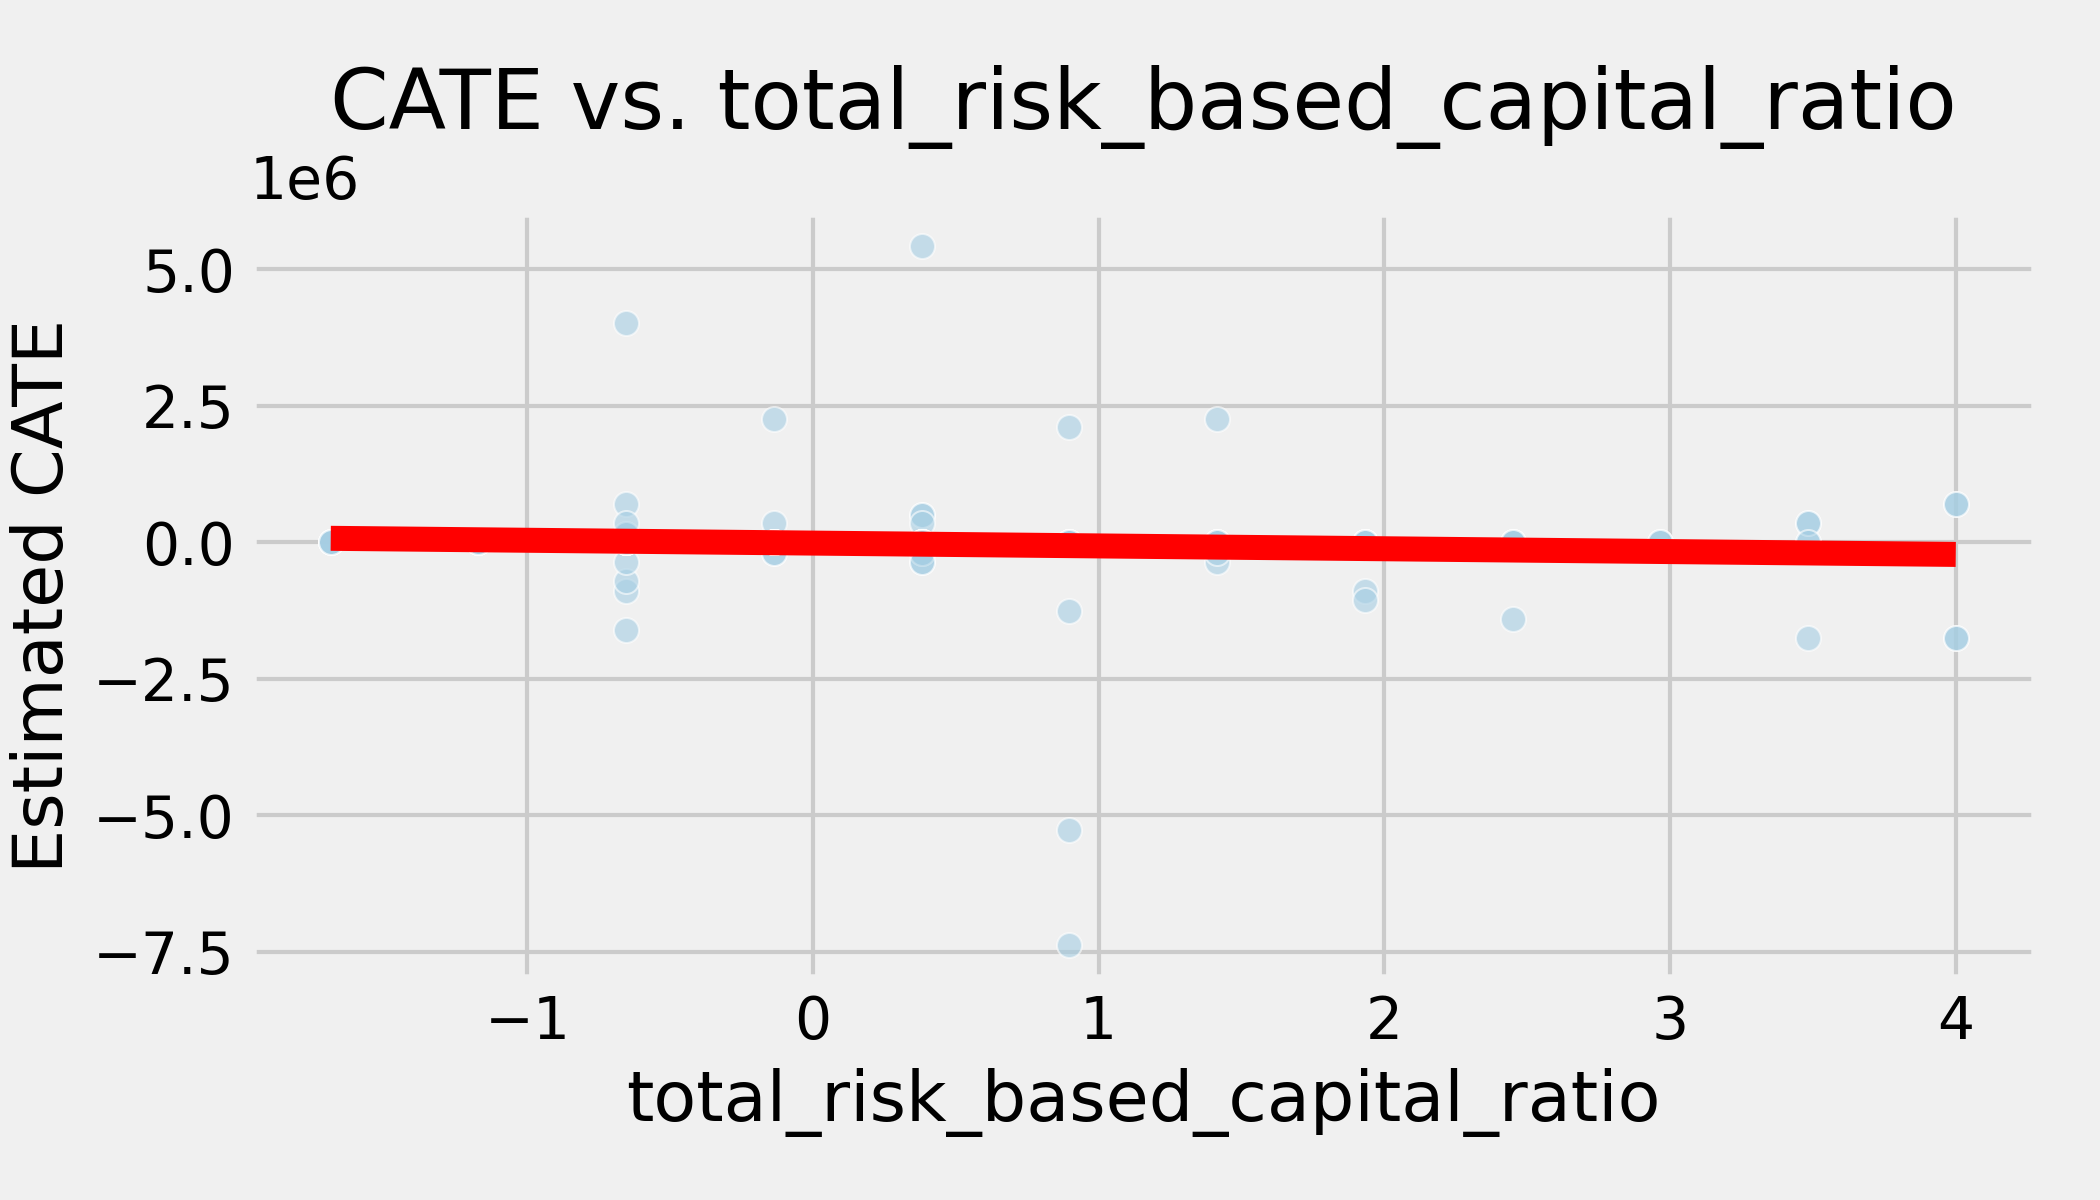 CATE vs. total_risk_based_capital_ratio
1e6
5.0
2.5
0.0
−2.5
−5.0
−7.5
Estimated CATE
−1 0 1 2 3 4
total_risk_based_capital_ratio